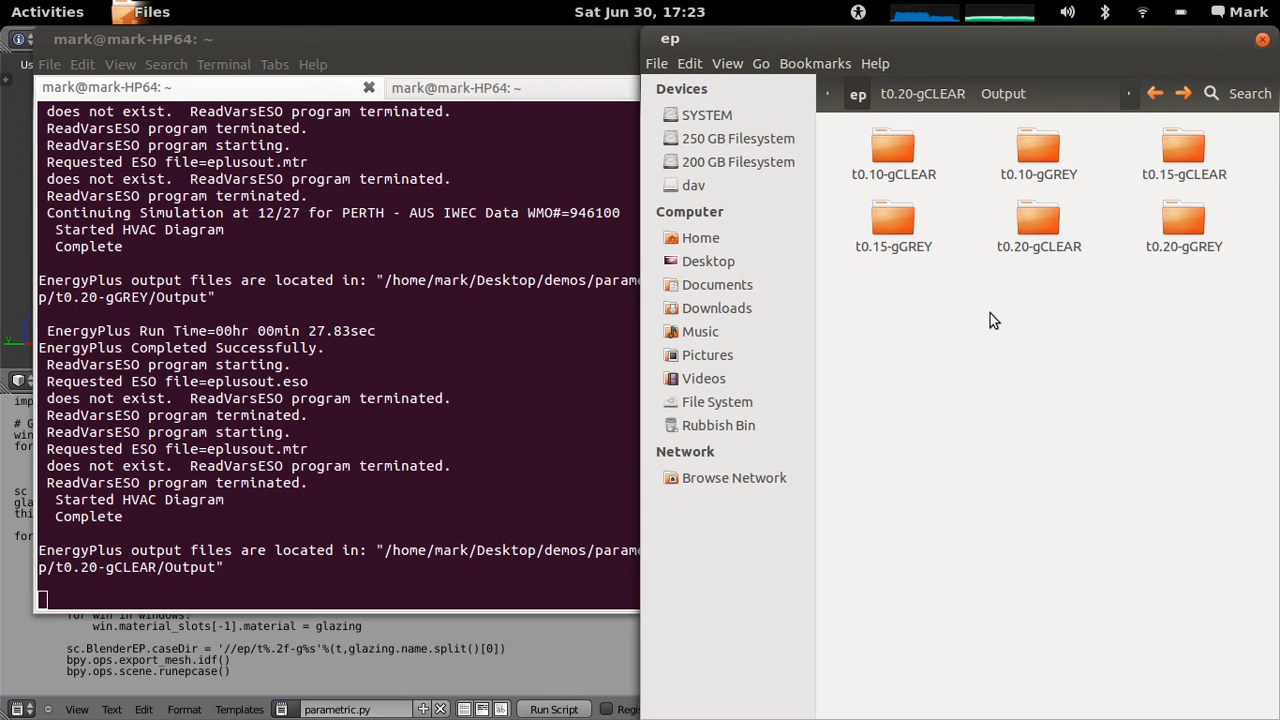 Activities Files Sat Jun 30, 17:23 Mark
mark@mark-HP64: ~
File Edit View Search Terminal Tabs Help
mark@mark-HP64: ~ mark@mark-HP64: ~
does not exist.  ReadVarsESO program terminated.
ReadVarsESO program terminated.
ReadVarsESO program starting.
Requested ESO file=eplusout.mtr
does not exist.  ReadVarsESO program terminated.
ReadVarsESO program terminated.
Continuing Simulation at 12/27 for PERTH - AUS IWEC Data WMO#=946100
Started HVAC Diagram
Complete
EnergyPlus output files are located in: "/home/mark/Desktop/demos/parame
p/t0.20-gGREY/Output"
EnergyPlus Run Time=00hr 00min 27.83sec
EnergyPlus Completed Successfully.
ReadVarsESO program starting.
Requested ESO file=eplusout.eso
does not exist.  ReadVarsESO program terminated.
ReadVarsESO program terminated.
ReadVarsESO program starting.
Requested ESO file=eplusout.mtr
does not exist.  ReadVarsESO program terminated.
ReadVarsESO program terminated.
Started HVAC Diagram
Complete
EnergyPlus output files are located in: "/home/mark/Desktop/demos/parame
p/t0.20-gCLEAR/Output"
for win in windows:
win.material_slots[-1].material = glazing
sc.BlenderEP.caseDir = '//ep/t%.2f-g%s'%(t,glazing.name.split()[0])
bpy.ops.export_mesh.idf()
bpy.ops.scene.runepcase()
View Text Edit Format Templates parametric.py Run Script Regi
ep
File Edit View Go Bookmarks Help
ep t0.20-gCLEAR Output Search
Devices
SYSTEM
250 GB Filesystem
200 GB Filesystem
dav
Computer
Home
Desktop
Documents
Downloads
Music
Pictures
Videos
File System
Rubbish Bin
Network
Browse Network
t0.10-gCLEAR t0.10-gGREY t0.15-gCLEAR
t0.15-gGREY t0.20-gCLEAR t0.20-gGREY